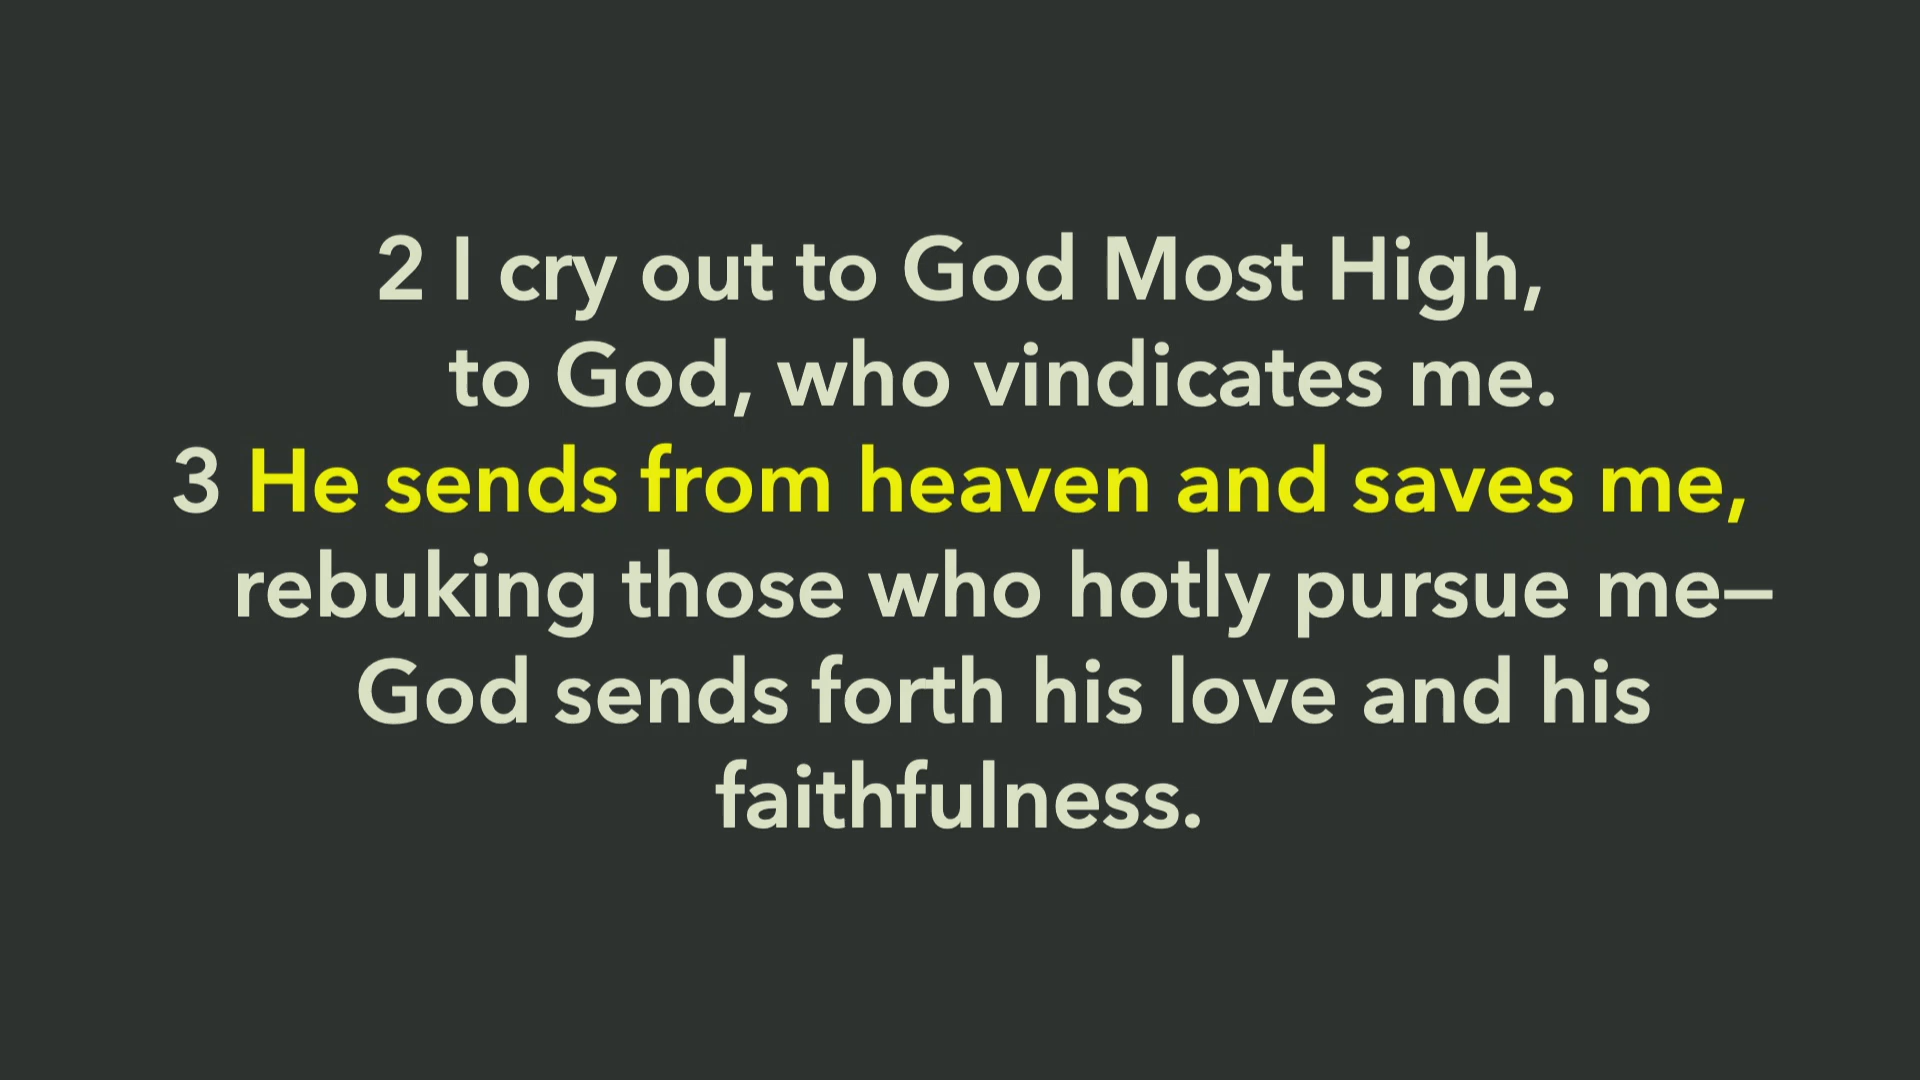 2 I cry out to God Most High,
to God, who vindicates me.
3 He sends from heaven and saves me,
rebuking those who hotly pursue me—
God sends forth his love and his
faithfulness.